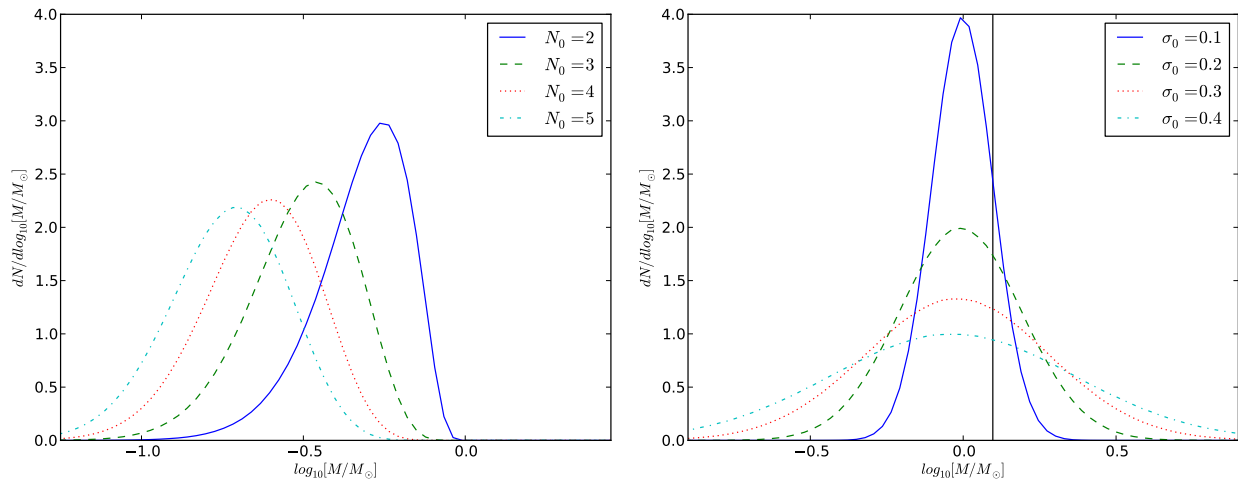 4.0
3.5
3.0
2.5
2.0
1.5
1.0
0.5
0.0
dN/dlog₁₀[M/M☉]
−1.0
−0.5
0.0
log₁₀[M/M☉]
N₀ =2
N₀ =3
N₀ =4
N₀ =5
4.0
3.5
3.0
2.5
2.0
1.5
1.0
0.5
0.0
dN/dlog₁₀[M/M☉]
−0.5
0.0
0.5
log₁₀[M/M☉]
σ₀ =0.1
σ₀ =0.2
σ₀ =0.3
σ₀ =0.4